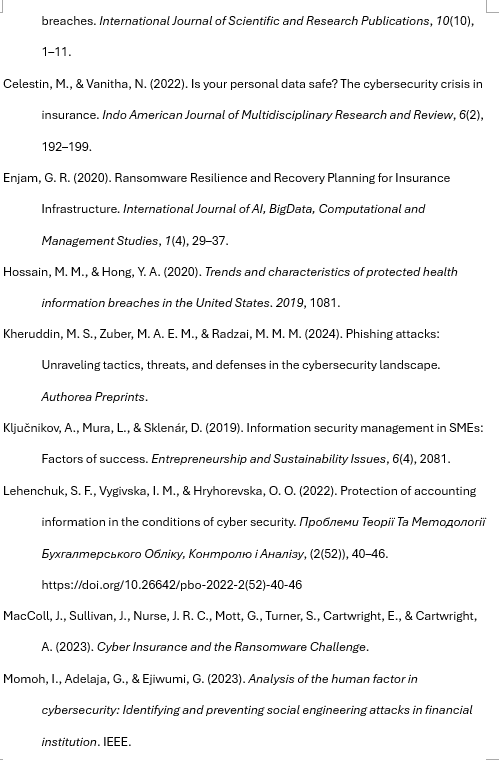 breaches. International Journal of Scientific and Research Publications, 10(10),
1–11.
Celestin, M., & Vanitha, N. (2022). Is your personal data safe? The cybersecurity crisis in
insurance. Indo American Journal of Multidisciplinary Research and Review, 6(2),
192–199.
Enjam, G. R. (2020). Ransomware Resilience and Recovery Planning for Insurance
Infrastructure. International Journal of AI, BigData, Computational and
Management Studies, 1(4), 29–37.
Hossain, M. M., & Hong, Y. A. (2020). Trends and characteristics of protected health
information breaches in the United States. 2019, 1081.
Kheruddin, M. S., Zuber, M. A. E. M., & Radzai, M. M. M. (2024). Phishing attacks:
Unraveling tactics, threats, and defenses in the cybersecurity landscape.
Authorea Preprints.
Ključnikov, A., Mura, L., & Sklenár, D. (2019). Information security management in SMEs:
Factors of success. Entrepreneurship and Sustainability Issues, 6(4), 2081.
Lehenchuk, S. F., Vygivska, I. M., & Hryhorevska, O. O. (2022). Protection of accounting
information in the conditions of cyber security. Проблеми Теорії Та Методології
Бухгалтерського Обліку, Контролю і Аналізу, (2(52)), 40–46.
https://doi.org/10.26642/pbo-2022-2(52)-40-46
MacColl, J., Sullivan, J., Nurse, J. R. C., Mott, G., Turner, S., Cartwright, E., & Cartwright,
A. (2023). Cyber Insurance and the Ransomware Challenge.
Momoh, I., Adelaja, G., & Ejiwumi, G. (2023). Analysis of the human factor in
cybersecurity: Identifying and preventing social engineering attacks in financial
institution. IEEE.